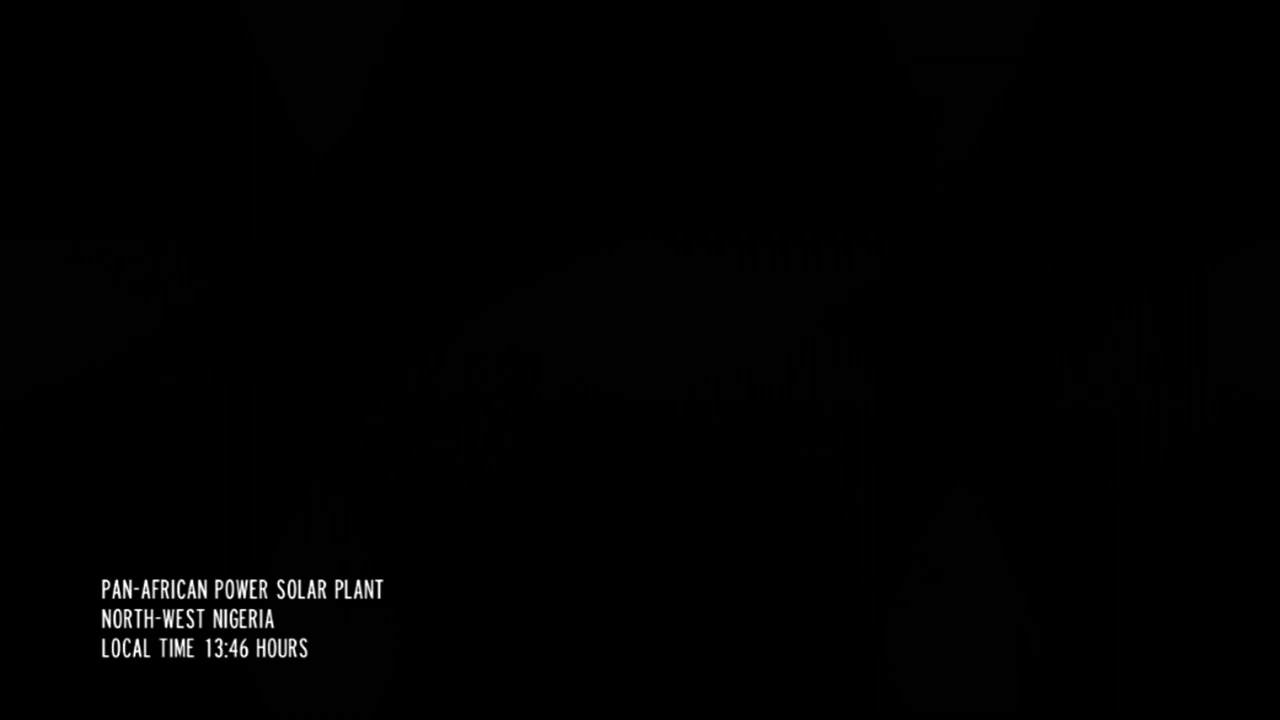 PAN-AFRICAN POWER SOLAR PLANT
NORTH-WEST NIGERIA
LOCAL TIME 13:46 HOURS